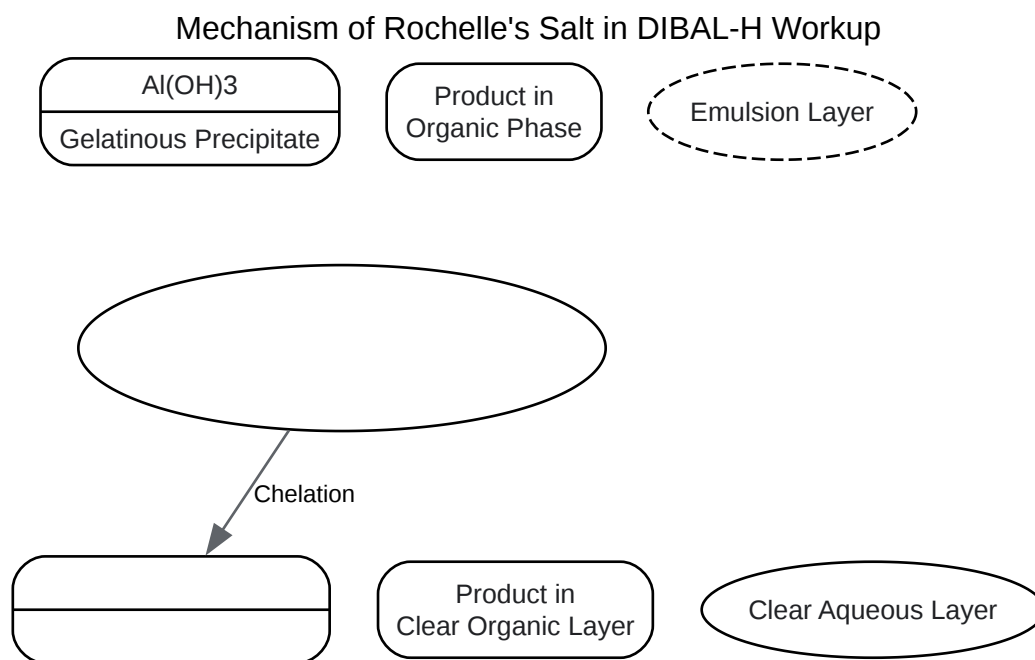 Mechanism of Rochelle's Salt in DIBAL-H Workup
Al(OH)3
Gelatinous Precipitate
Product in
Organic Phase
Emulsion Layer
Chelation
Product in
Clear Organic Layer
Clear Aqueous Layer